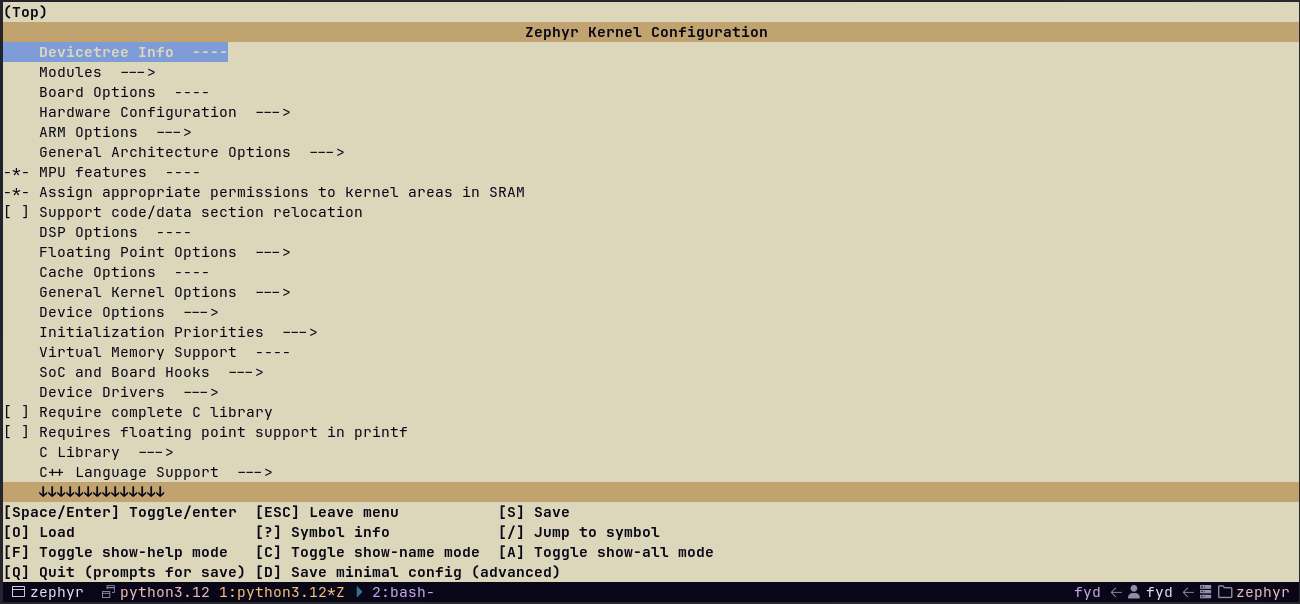 (Top)
Zephyr Kernel Configuration
    Devicetree Info  ----
    Modules  --->
    Board Options  ----
    Hardware Configuration  --->
    ARM Options  --->
    General Architecture Options  --->
-*- MPU features  ----
-*- Assign appropriate permissions to kernel areas in SRAM
[ ] Support code/data section relocation
    DSP Options  ----
    Floating Point Options  --->
    Cache Options  ----
    General Kernel Options  --->
    Device Options  --->
    Initialization Priorities  --->
    Virtual Memory Support  ----
    SoC and Board Hooks  --->
    Device Drivers  --->
[ ] Require complete C library
[ ] Requires floating point support in printf
    C Library  --->
    C++ Language Support  --->
    ↓↓↓↓↓↓↓↓↓↓↓↓↓↓
[Space/Enter] Toggle/enter  [ESC] Leave menu           [S] Save
[O] Load                    [?] Symbol info            [/] Jump to symbol
[F] Toggle show-help mode   [C] Toggle show-name mode  [A] Toggle show-all mode
[Q] Quit (prompts for save) [D] Save minimal config (advanced)
zephyr python3.12 1:python3.12*Z 2:bash- fyd ← fyd ← zephyr